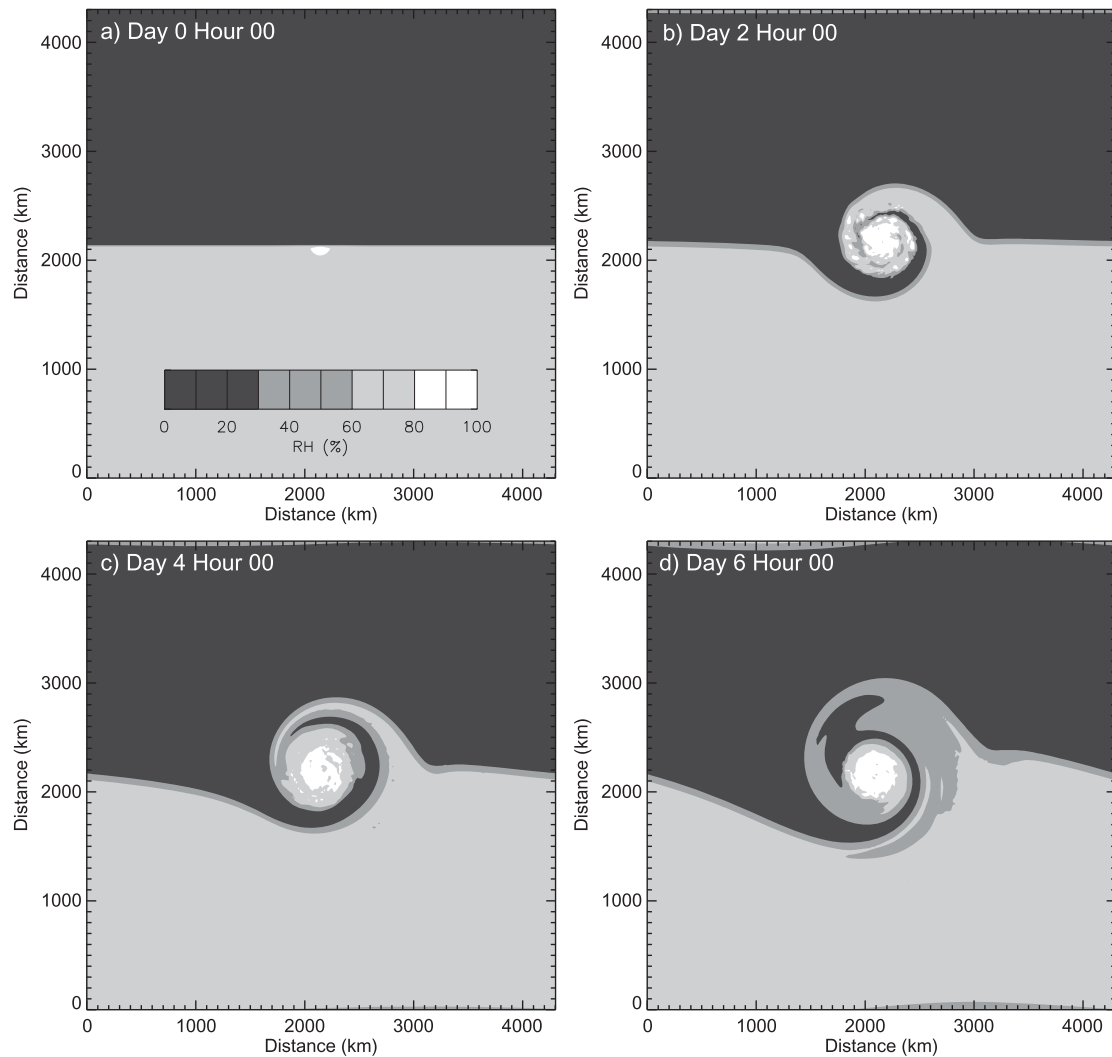 a) Day 0 Hour 00
4000
3000
2000
1000
0
Distance (km)
0 20 40 60 80 100
RH (%)
0 1000 2000 3000 4000
Distance (km)
b) Day 2 Hour 00
4000
3000
2000
1000
0
Distance (km)
0 1000 2000 3000 4000
Distance (km)
c) Day 4 Hour 00
4000
3000
2000
1000
0
Distance (km)
0 1000 2000 3000 4000
Distance (km)
d) Day 6 Hour 00
4000
3000
2000
1000
0
Distance (km)
0 1000 2000 3000 4000
Distance (km)